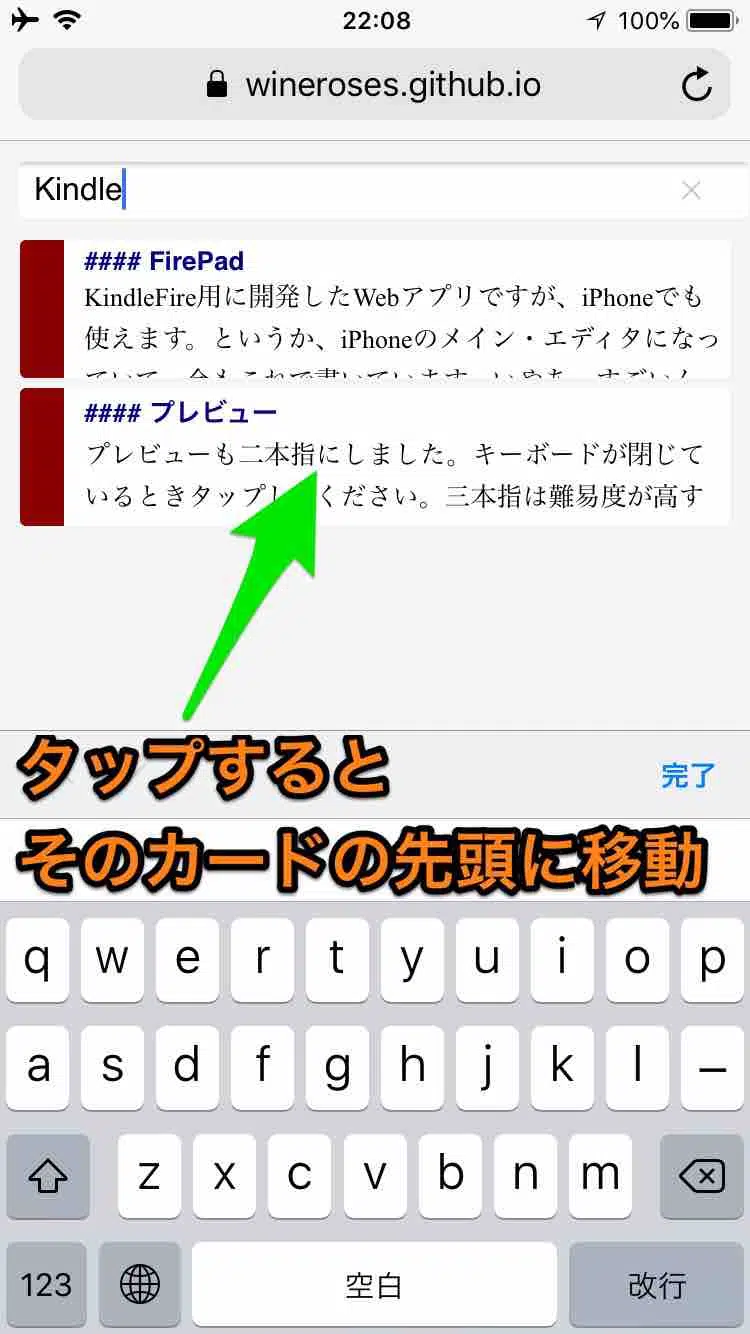 22:08
100%
wineroses.github.io
Kindle
#### FirePad
KindleFire用に開発したWebアプリですが、iPhoneでも
使えます。というか、iPhoneのメイン・エディタになっ
#### プレビュー
プレビューも二本指にしました。キーボードが閉じて
いるときタップし ください。三本指は難易度が高す
タップすると
完了
そのカードの先頭に移動
q w e r t y u i o p
a s d f g h j k l ー
z x c v b n m
123 空白 改行